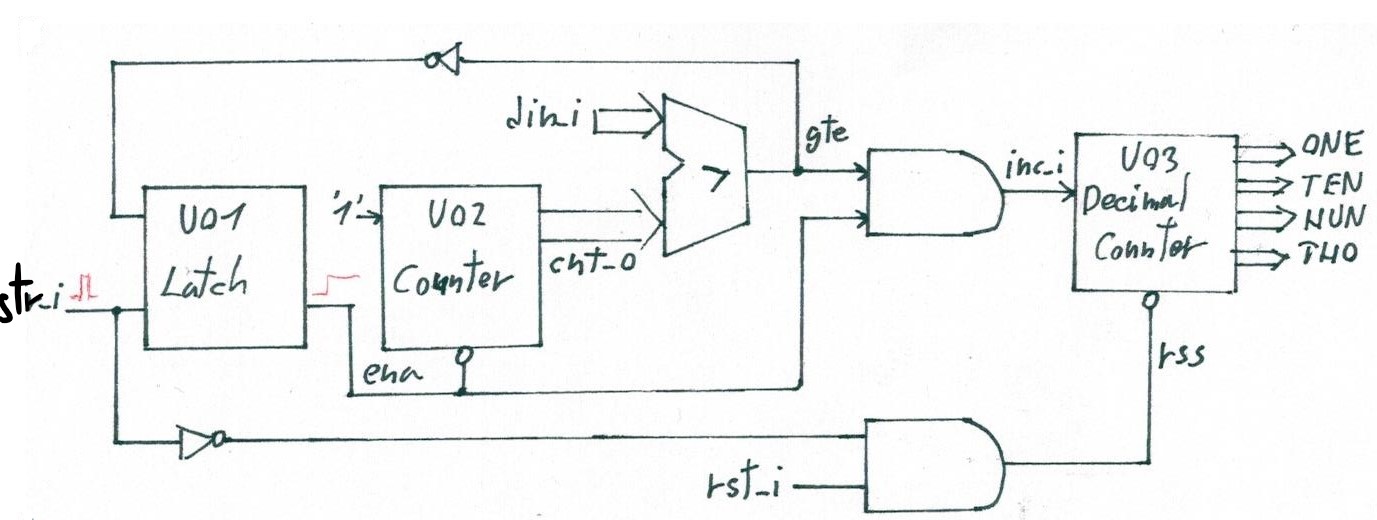 din_i
gte
str_i
U01
Latch
ena
'1'
U02
Counter
cnt_o
>
inc_i
U03
Decimal
Counter
ONE
TEN
HUN
THO
rss
rst_i